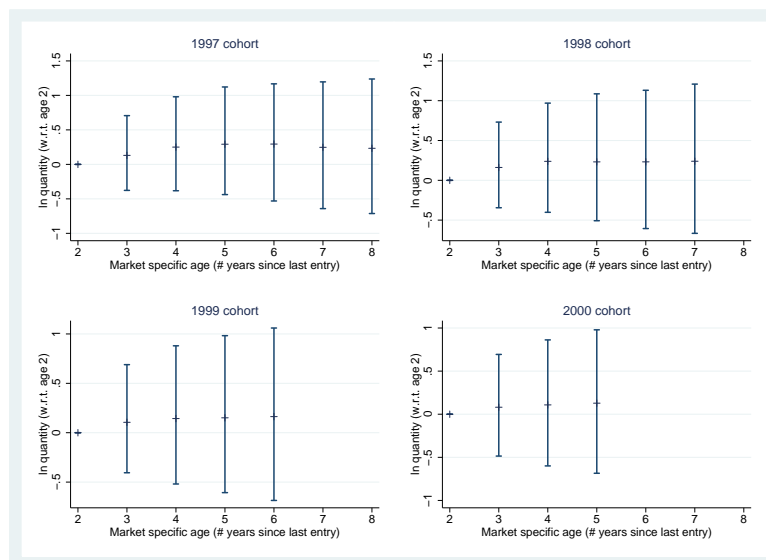 1997 cohort
ln quantity (w.r.t. age 2)
1.5
1
.5
0
−.5
−1
2 3 4 5 6 7 8
Market specific age (# years since last entry)
1998 cohort
ln quantity (w.r.t. age 2)
1.5
1
.5
0
−.5
2 3 4 5 6 7 8
Market specific age (# years since last entry)
1999 cohort
ln quantity (w.r.t. age 2)
1
.5
0
−.5
2 3 4 5 6 7 8
Market specific age (# years since last entry)
2000 cohort
ln quantity (w.r.t. age 2)
1
.5
0
−.5
−1
2 3 4 5 6 7 8
Market specific age (# years since last entry)